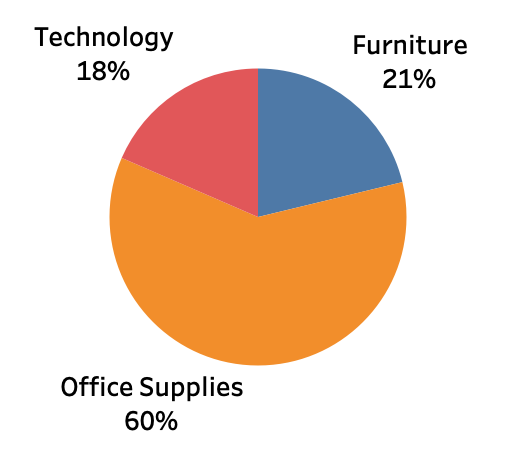 Technology
18%
Furniture
21%
Office Supplies
60%